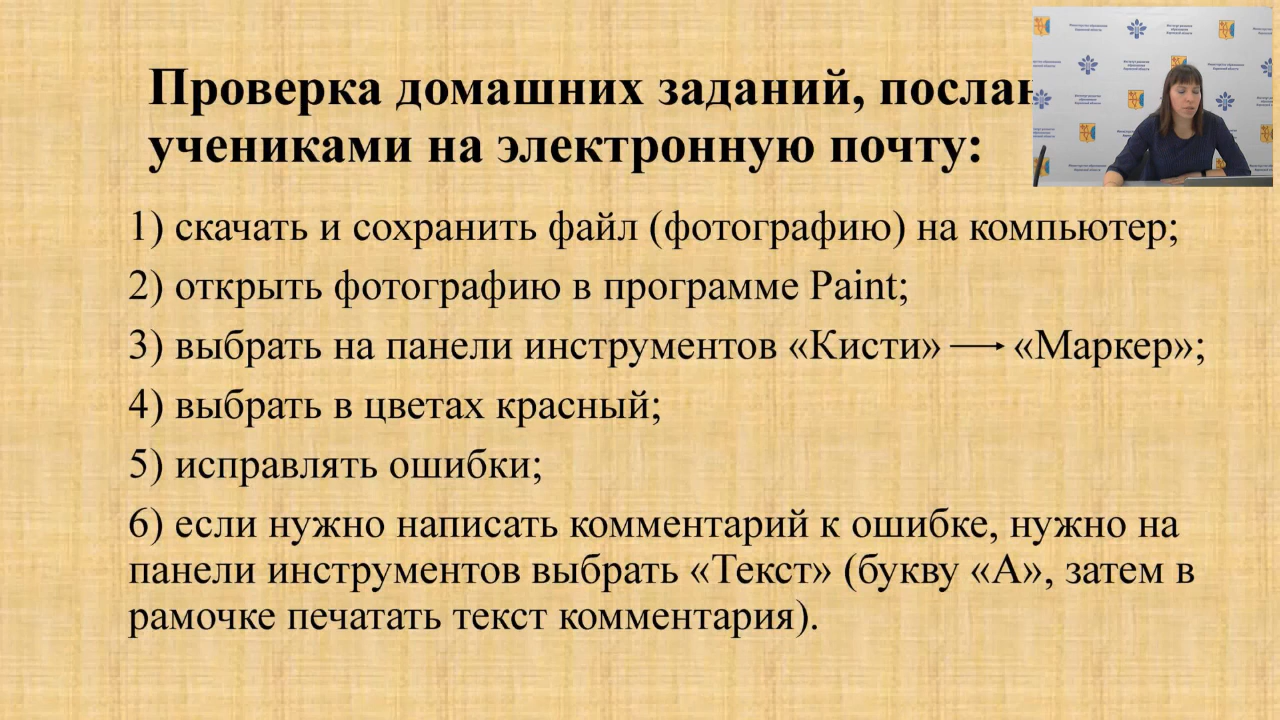 Проверка домашних заданий,
учениками на электронную почту:
1) скачать и сохранить файл (фотографию) на компьютер;
2) открыть фотографию в программе Paint;
3) выбрать на панели инструментов «Кисти» → «Маркер»;
4) выбрать в цветах красный;
5) исправлять ошибки;
6) если нужно написать комментарий к ошибке, нужно на
панели инструментов выбрать «Текст» (букву «А», затем в
рамочке печатать текст комментария).